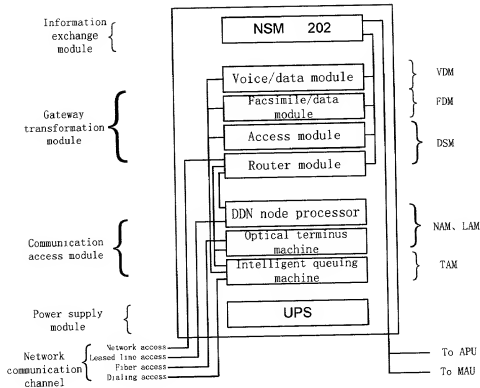 Information
exchange
module
NSM 202
Voice/data module
VDM
Facsimile/data
module
FDM
Gateway
transformation
module
Access module
DSM
Router module
DDN node processor
NAM、LAM
Communication
access module
Optical terminus
machine
Intelligent queuing
machine
TAM
Power supply
module
UPS
Network
communication
channel
Network access
Leased line access
Fiber access
Dialing access
To APU
To MAU